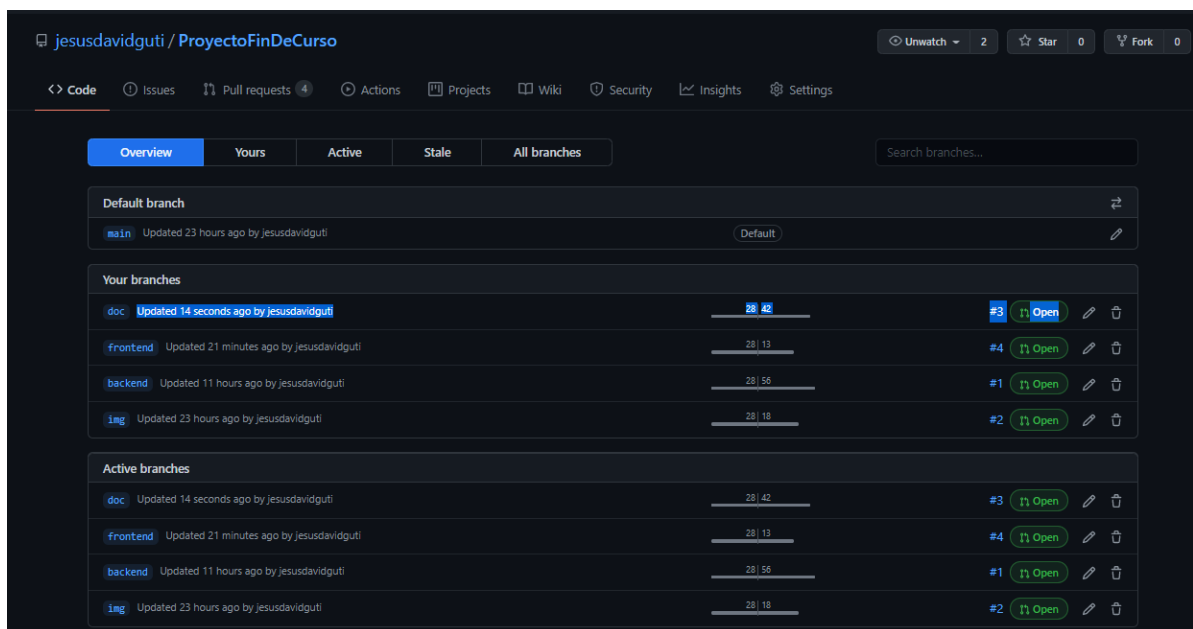 jesusdavidguti / ProyectoFinDeCurso
Unwatch 2 Star 0 Fork 0
<> Code Issues Pull requests 4 Actions Projects Wiki Security Insights Settings
Overview Yours Active Stale All branches Search branches...
Default branch
main Updated 23 hours ago by jesusdavidguti Default
Your branches
doc Updated 14 seconds ago by jesusdavidguti 28 42 #3 Open
frontend Updated 21 minutes ago by jesusdavidguti 28 | 13 #4 Open
backend Updated 11 hours ago by jesusdavidguti 28 | 56 #1 Open
img Updated 23 hours ago by jesusdavidguti 28 | 18 #2 Open
Active branches
doc Updated 14 seconds ago by jesusdavidguti 28 | 42 #3 Open
frontend Updated 21 minutes ago by jesusdavidguti 28 | 13 #4 Open
backend Updated 11 hours ago by jesusdavidguti 28 | 56 #1 Open
img Updated 23 hours ago by jesusdavidguti 28 | 18 #2 Open